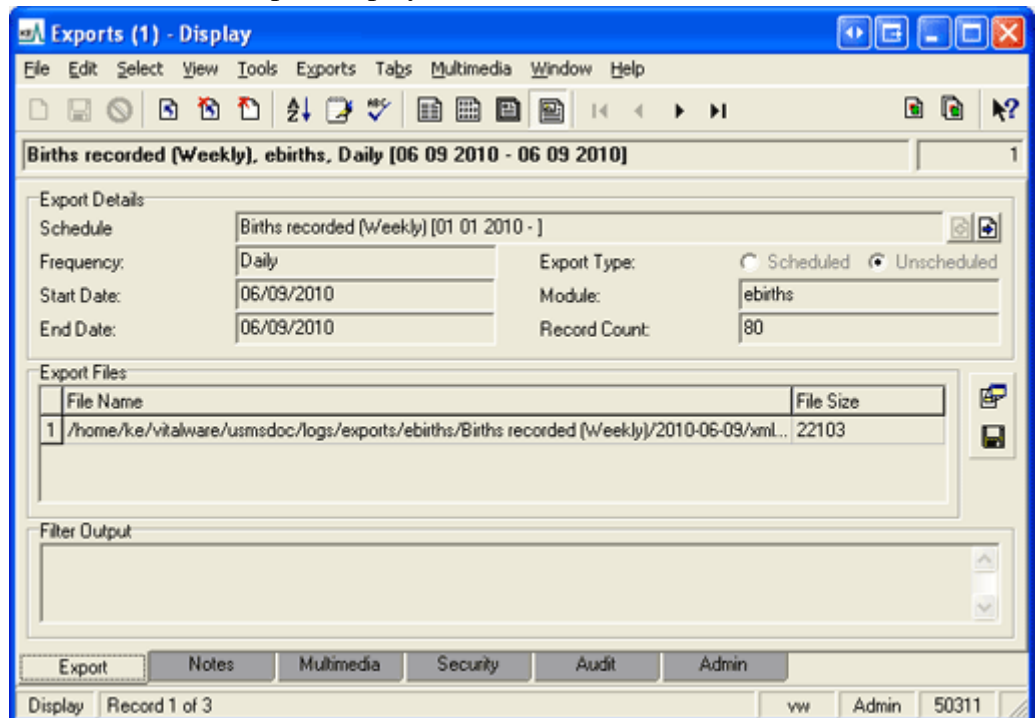 Exports (1) - Display
File Edit Select View Tools Exports Tabs Multimedia Window Help
Births recorded (Weekly), ebirths, Daily [06 09 2010 - 06 09 2010] 1
Export Details
Schedule Births recorded (Weekly) [01 01 2010 - ]
Frequency: Daily Export Type: Scheduled Unscheduled
Start Date: 06/09/2010 Module: ebirths
End Date: 06/09/2010 Record Count: 80
Export Files
File Name File Size
1 /home/ke/vitalware/usmsdoc/logs/exports/ebirths/Births recorded (Weekly)/2010-06-09/xml... 22103
Filter Output
Export Notes Multimedia Security Audit Admin
Display Record 1 of 3 vw Admin 50311